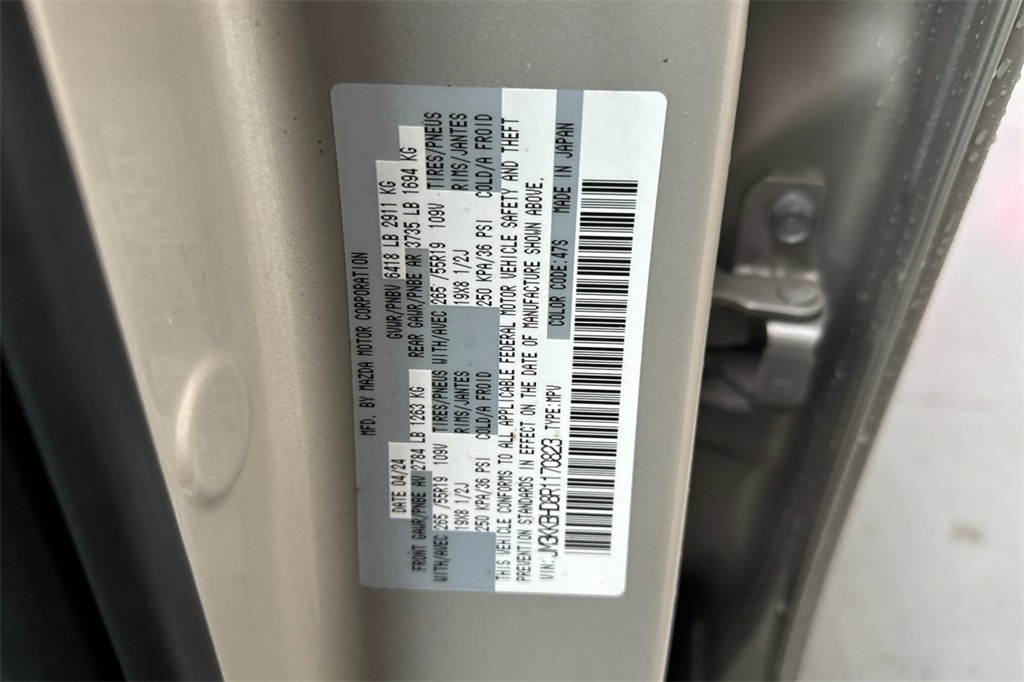 MFD. BY MAZDA MOTOR CORPORATION
DATE 04/24 GVWR/PNBV 6418 LB 2911 KG
FRONT GAWR/PNBE AV 2784 LB 1263 KG REAR GAWR/PNBE AR 3735 LB 1694 KG
WITH/AVEC 265 /55R19 109V TIRES/PNEUS WITH/AVEC 265 /55R19 109V TIRES/PNEUS
19X8 1/2J RIMS/JANTES 19X8 1/2J RIMS/JANTES
250 KPA/36 PSI COLD/A FROID 250 KPA/36 PSI COLD/A FROID
THIS VEHICLE CONFORMS TO ALL APPLICABLE FEDERAL MOTOR VEHICLE SAFETY AND THEFT
PREVENTION STANDARDS IN EFFECT ON THE DATE OF MANUFACTURE SHOWN ABOVE.
VIN: JM3KKBHD8R1170823 TYPE:MPV COLOR CODE:47S MADE IN JAPAN